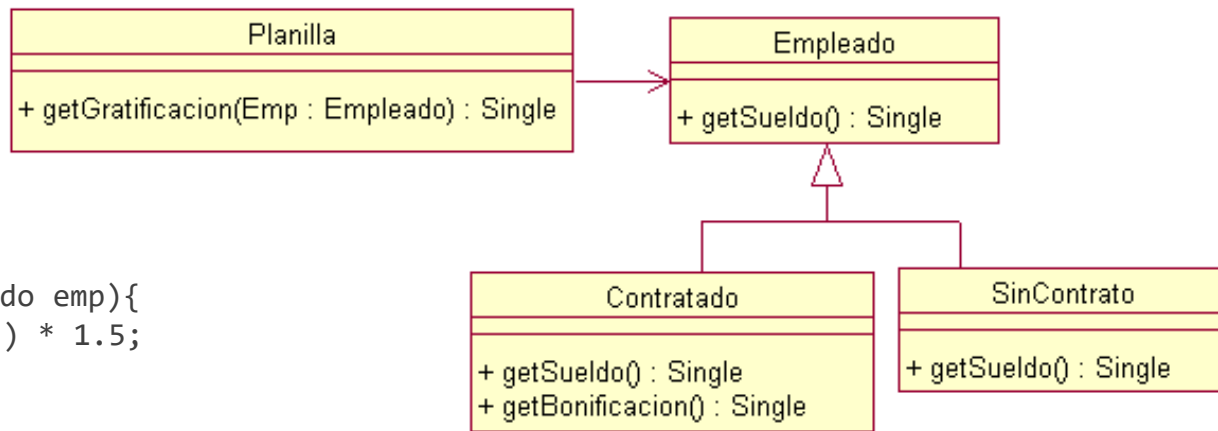 Planilla
+ getGratificacion(Emp : Empleado) : Single
Empleado
+ getSueldo() : Single
do emp){
) * 1.5;
Contratado
+ getSueldo() : Single
+ getBonificacion() : Single
SinContrato
+ getSueldo() : Single